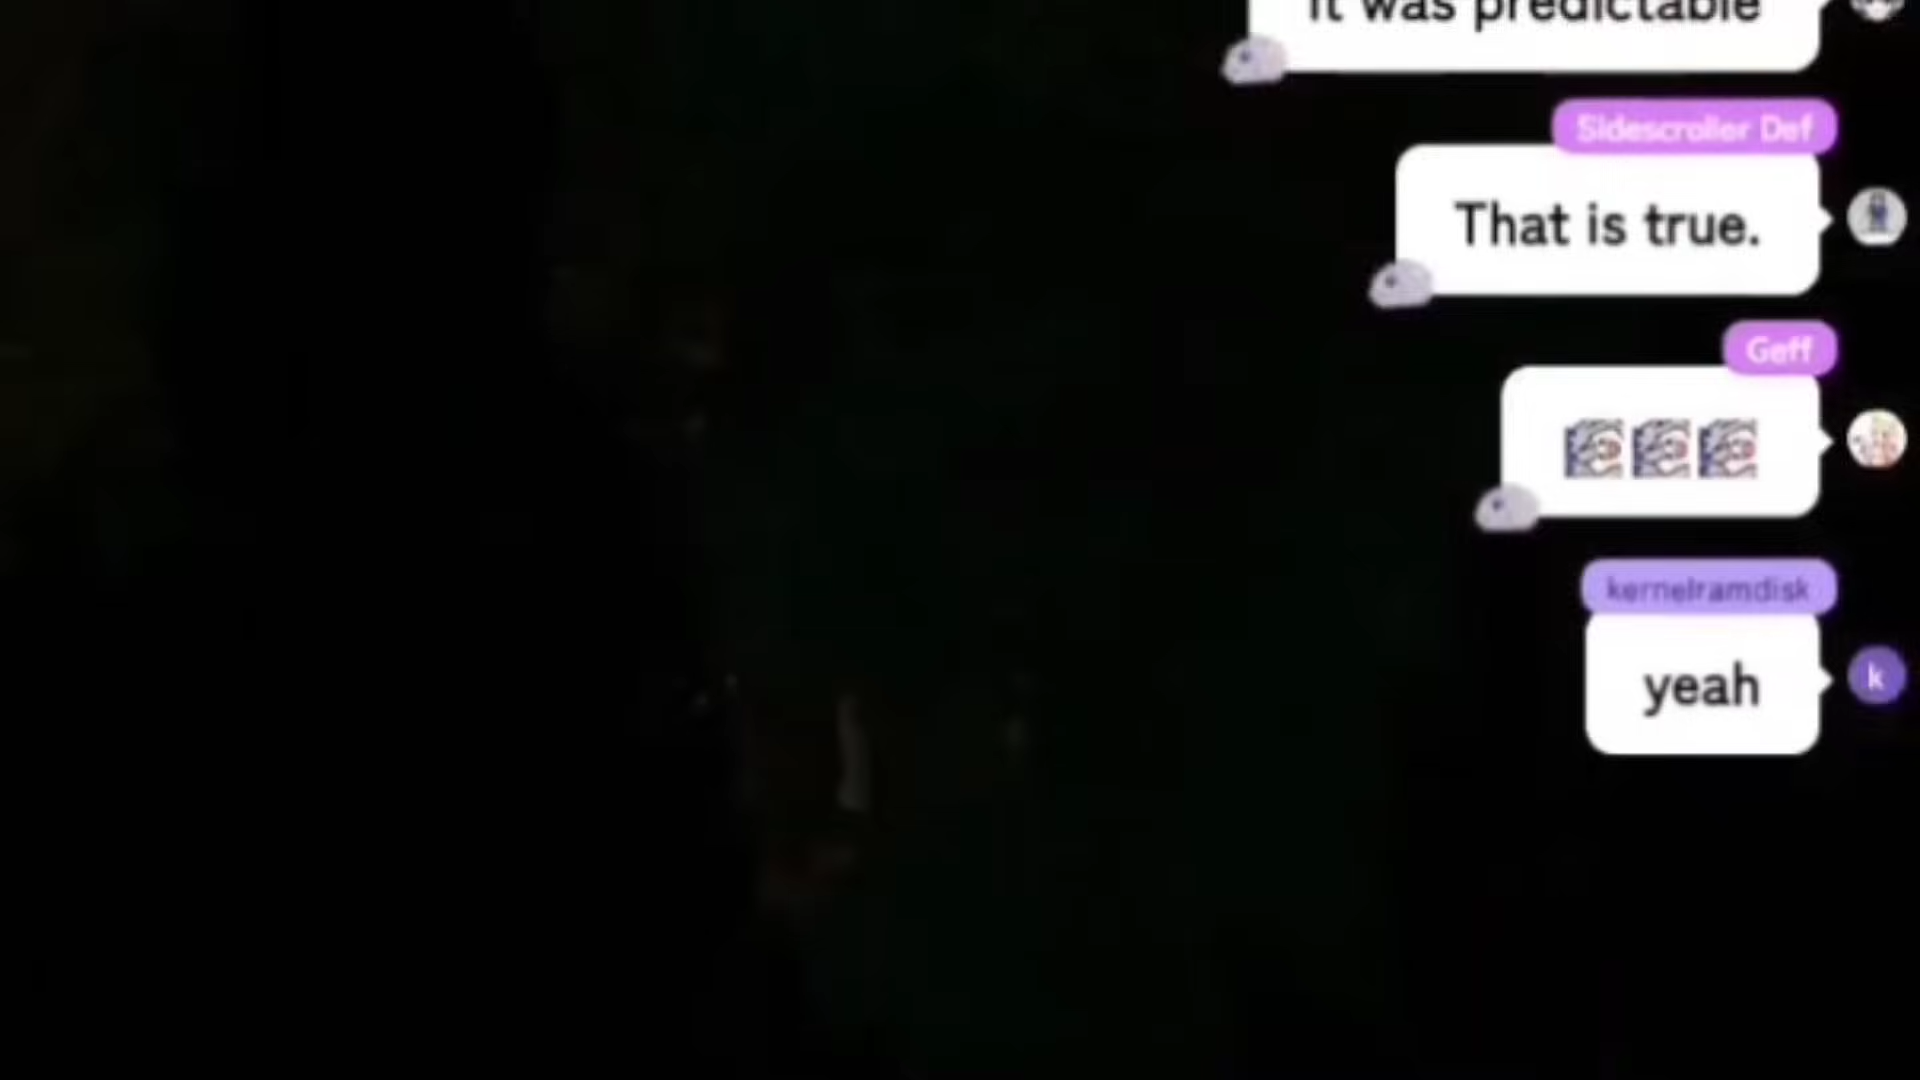 it was predictable
Sidescroller Def
That is true.
Geff
kernelramdisk
yeah
k